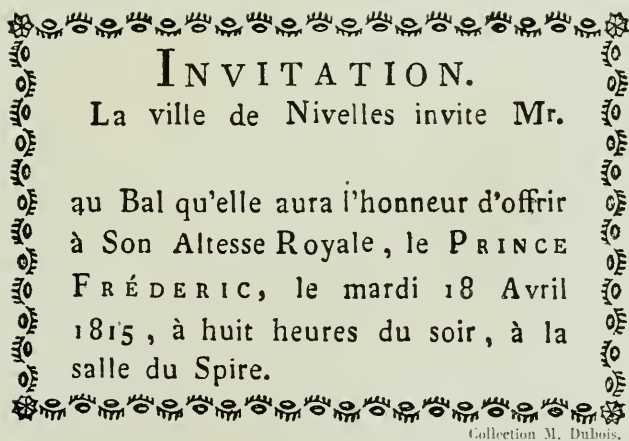 INVITATION.
La ville de Nivelles invite Mr.
au Bal qu'elle aura l'honneur d'offrir
à Son Altesse Royale, le PRINCE
FRÉDERIC, le mardi 18 Avril
1815, à huit heures du soir, à la
salle du Spire.
Collection M. Dubois.